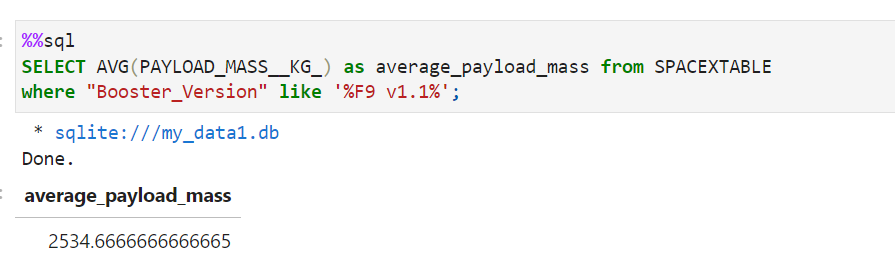 %%sql
SELECT AVG(PAYLOAD_MASS__KG_) as average_payload_mass from SPACEXTABLE
where "Booster_Version" like '%F9 v1.1%';
* sqlite:///my_data1.db
Done.
average_payload_mass
2534.6666666666665